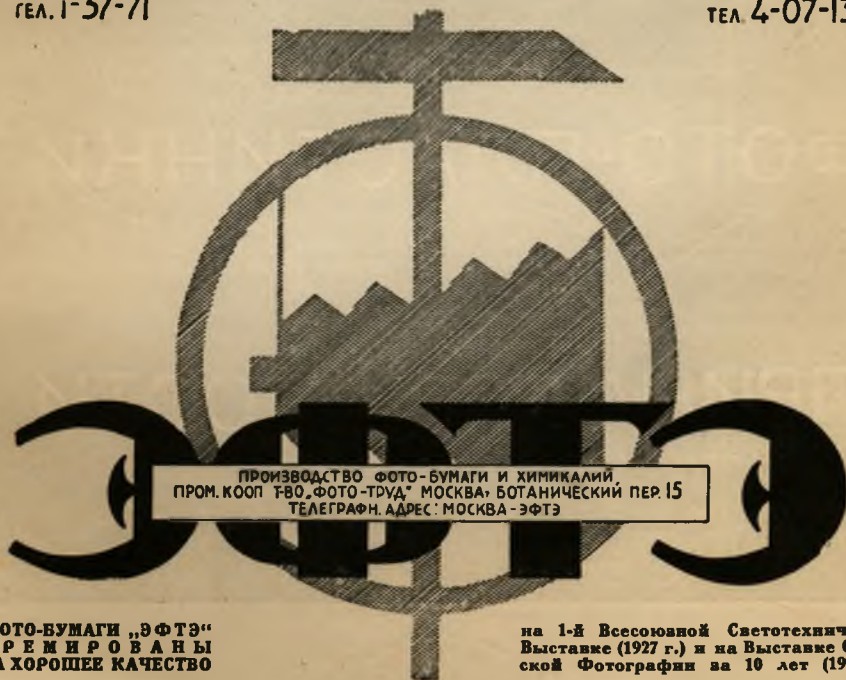 ТЕЛ. 1-37-71
ТЕЛ. 4-07-13
ЭФТЭ
ПРОИЗВОДСТВО ФОТО-БУМАГИ И ХИМИКАЛИЙ,
ПРОМ. КООП Т-ВО „ФОТО-ТРУД" МОСКВА, БОТАНИЧЕСКИЙ ПЕР. 15
ТЕЛЕГРАФН. АДРЕС: МОСКВА-ЭФТЭ
ОТО-БУМАГИ „ЭФТЭ“
РЕМИРОВАНЫ
А ХОРОШЕЕ КАЧЕСТВО
на 1-й Всесоюзной Светотехнич
Выставке (1927 г.) и на Выставке
ской Фотографии за 10 лет (19